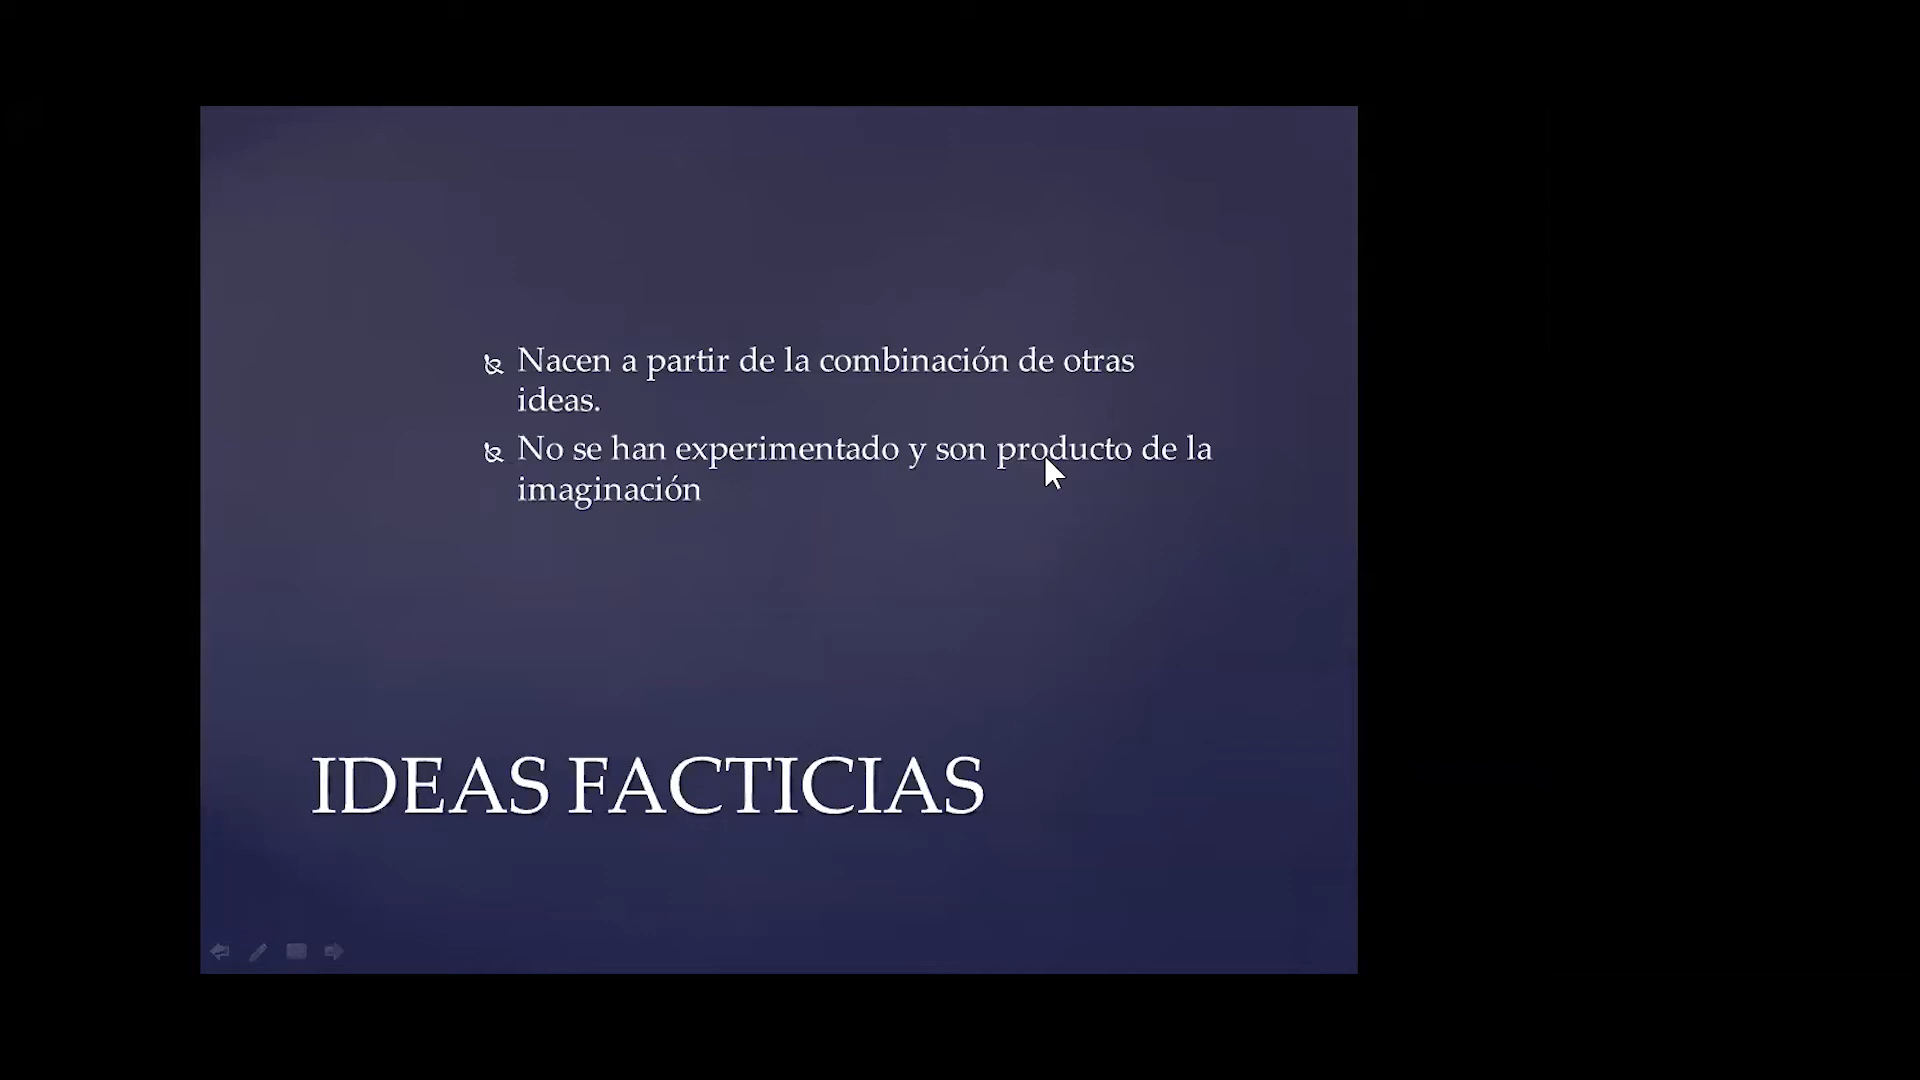 Nacen a partir de la combinación de otras
ideas.
No se han experimentado y son producto de la
imaginación
IDEAS FACTICIAS